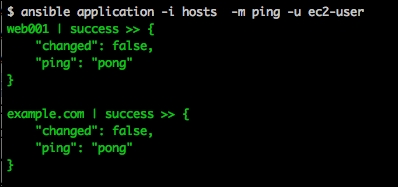 $ ansible application -i hosts  -m ping -u ec2-user
web001 | success >> {
    "changed": false,
    "ping": "pong"
}

example.com | success >> {
    "changed": false,
    "ping": "pong"
}